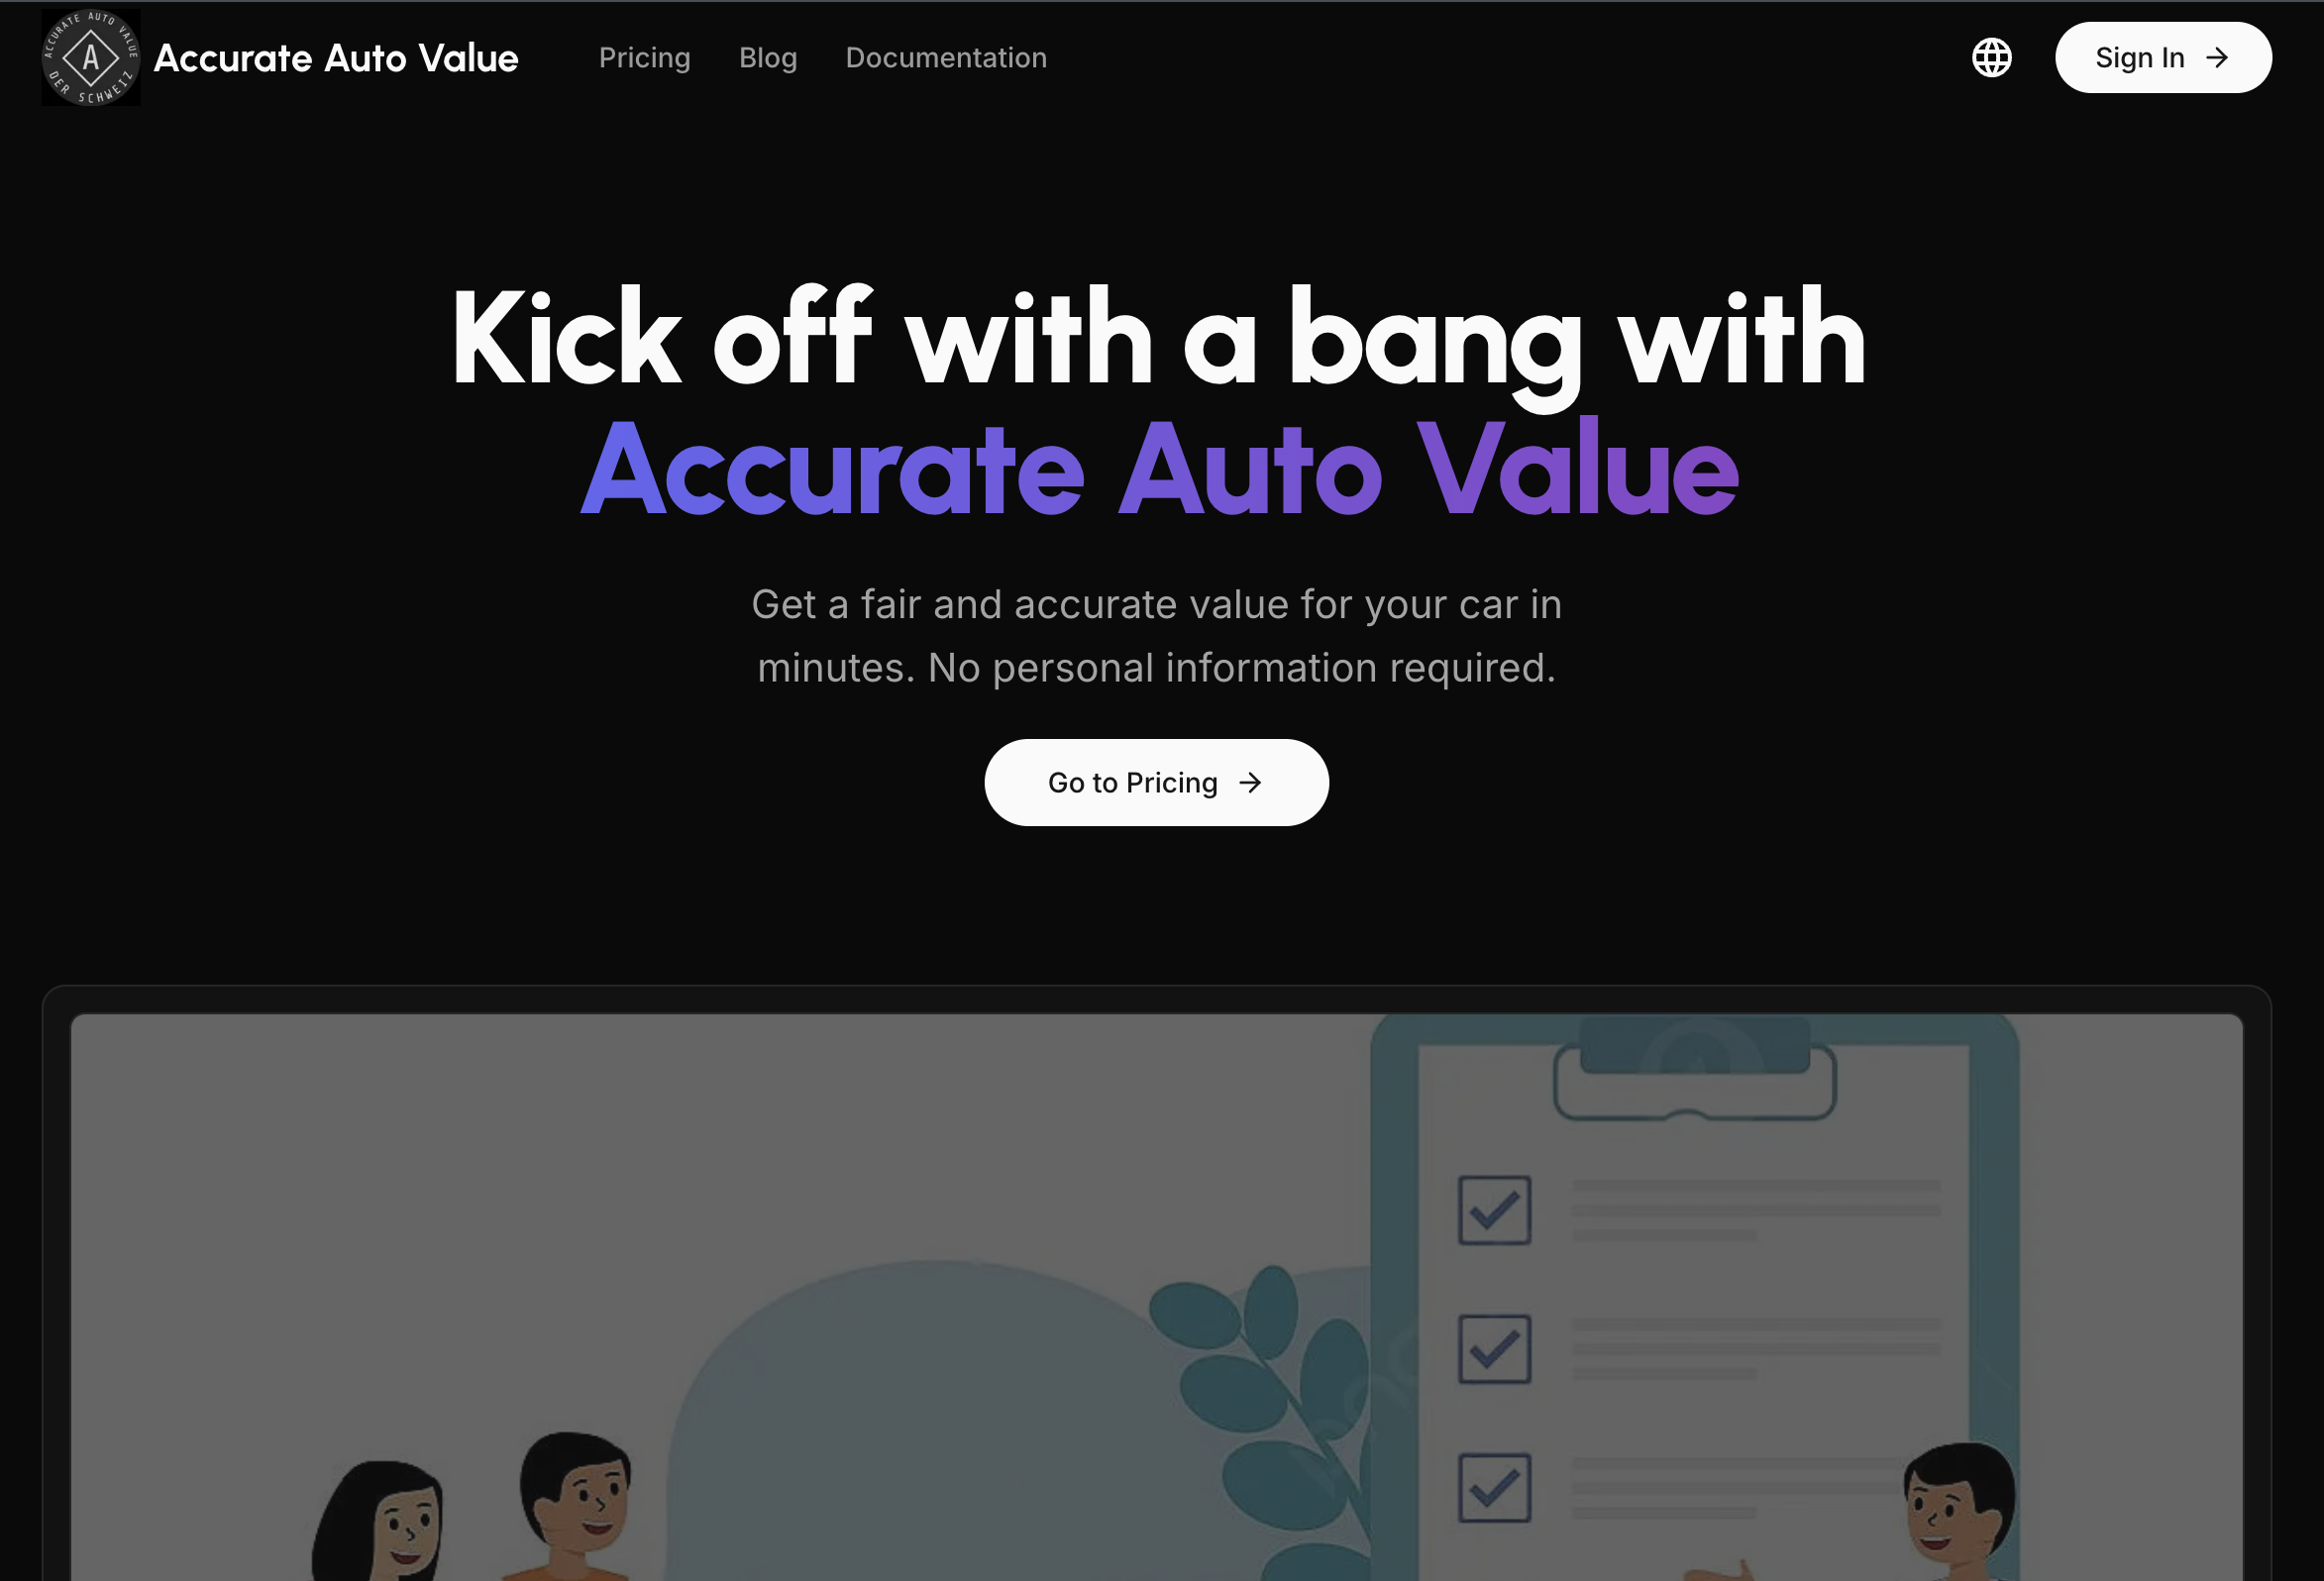 ACCURATE AUTO VALUE
A
DER SCHWEIZ
Accurate Auto Value
Pricing
Blog
Documentation
Sign In
Kick off with a bang with
Accurate Auto Value
Get a fair and accurate value for your car in
minutes. No personal information required.
Go to Pricing